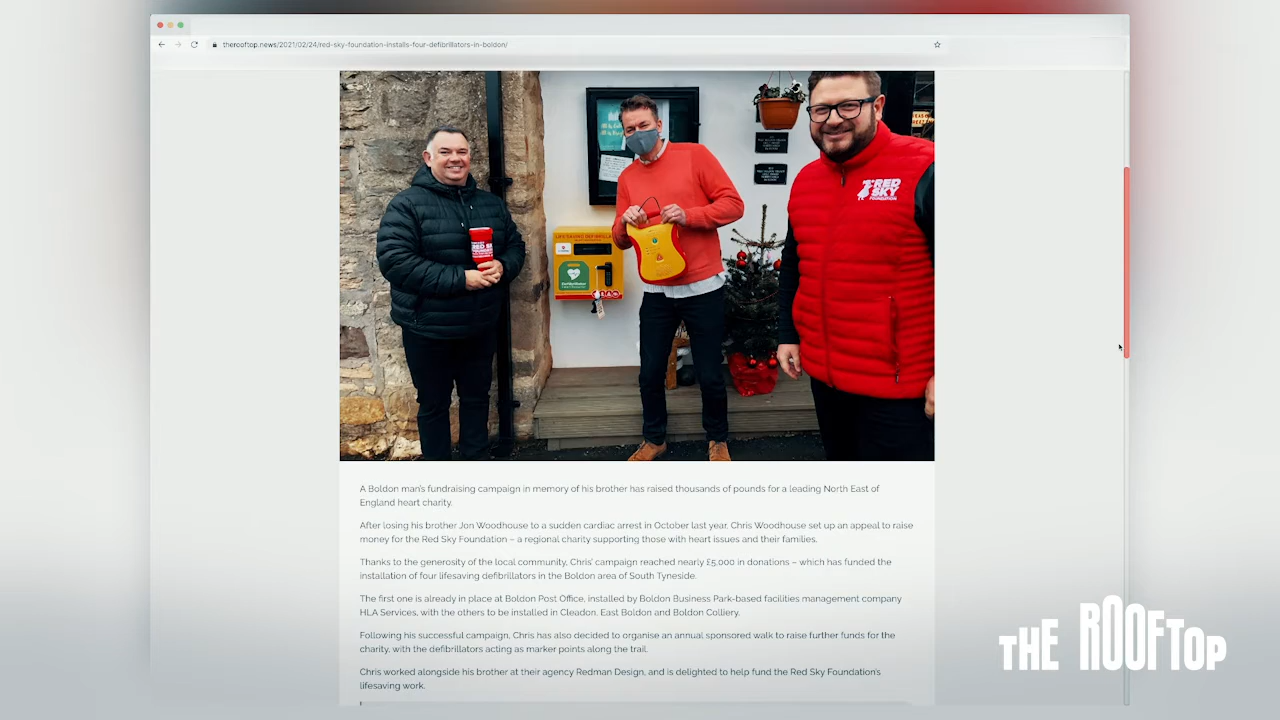 therooftop.news/2021/02/24/red-sky-foundation-installs-four-defibrillators-in-boldon/
RED
SKY
FOUNDATION
RED SKY
A Boldon man's fundraising campaign in memory of his brother has raised thousands of pounds for a leading North East of
England heart charity.
After losing his brother Jon Woodhouse to a sudden cardiac arrest in October last year, Chris Woodhouse set up an appeal to raise
money for the Red Sky Foundation – a regional charity supporting those with heart issues and their families.
Thanks to the generosity of the local community, Chris' campaign reached nearly £5,000 in donations – which has funded the
installation of four lifesaving defibrillators in the Boldon area of South Tyneside.
The first one is already in place at Boldon Post Office, installed by Boldon Business Park-based facilities management company
HLA Services, with the others to be installed in Cleadon, East Boldon and Boldon Colliery.
Following his successful campaign, Chris has also decided to organise an annual sponsored walk to raise further funds for the
charity, with the defibrillators acting as marker points along the trail.
Chris worked alongside his brother at their agency Redman Design, and is delighted to help fund the Red Sky Foundation's
lifesaving work.
THE ROOFTOP